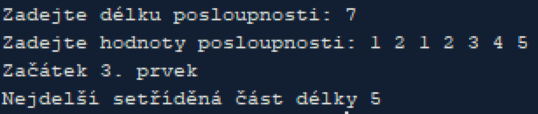 Zadejte délku posloupnosti: 7
Zadejte hodnoty posloupnosti: 1 2 1 2 3 4 5
Začátek 3. prvek
Nejdelší setříděná část délky 5